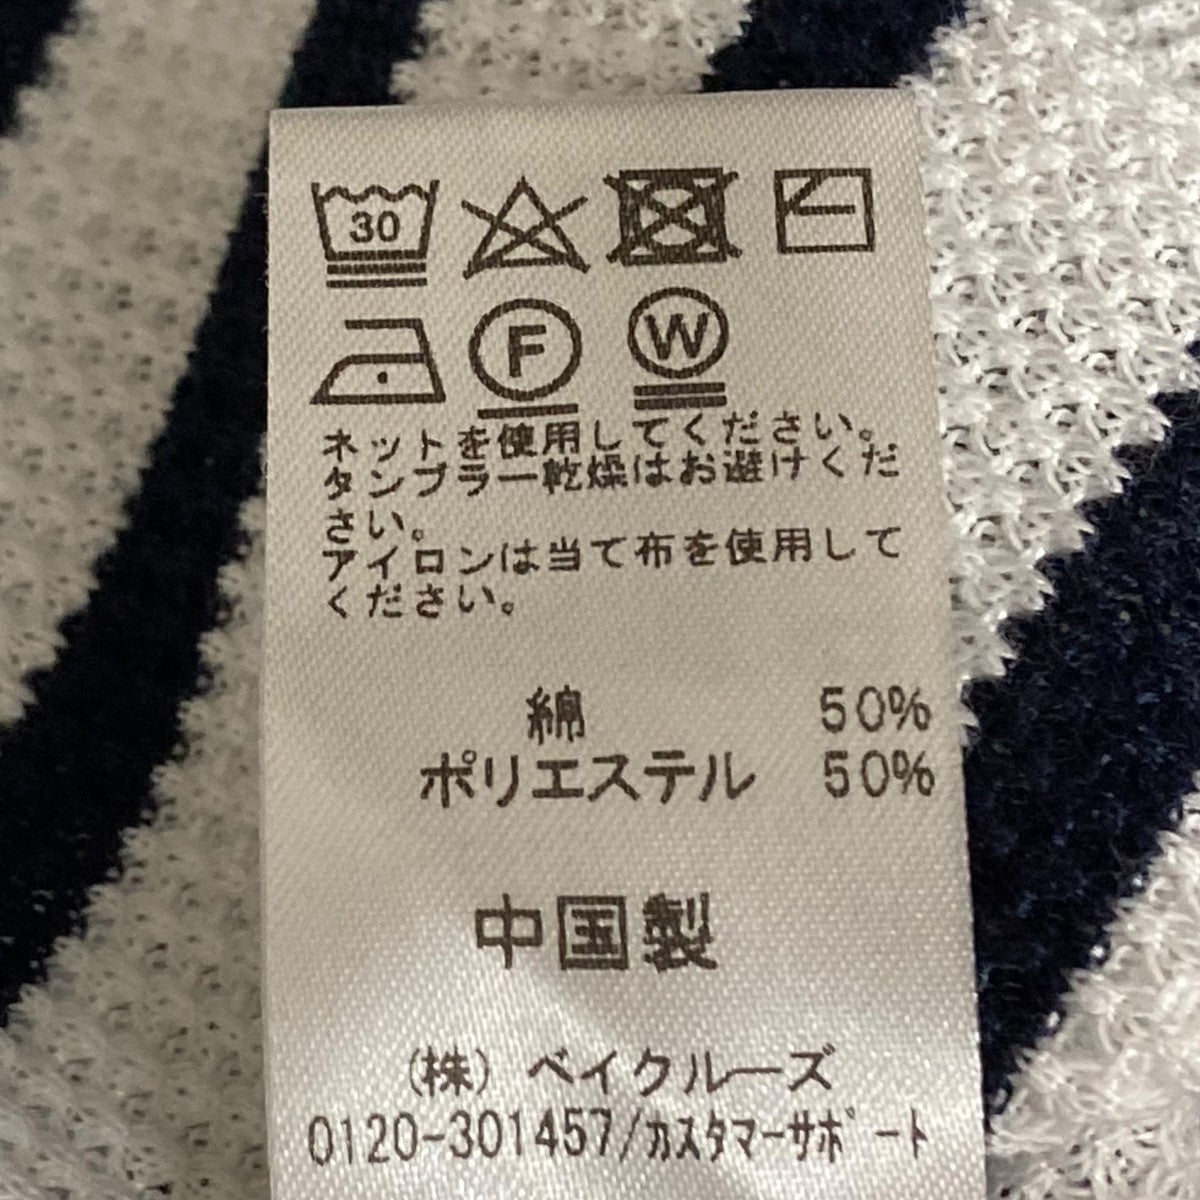 30
F W
ネットを使用してください。
タンブラー乾燥はお避けくだ
さい。
アイロンは当て布を使用して
ください。
綿 50%
ポリエステル 50%
中国製
(株) ベイクルーズ
0120-301457/カスタマーサポート